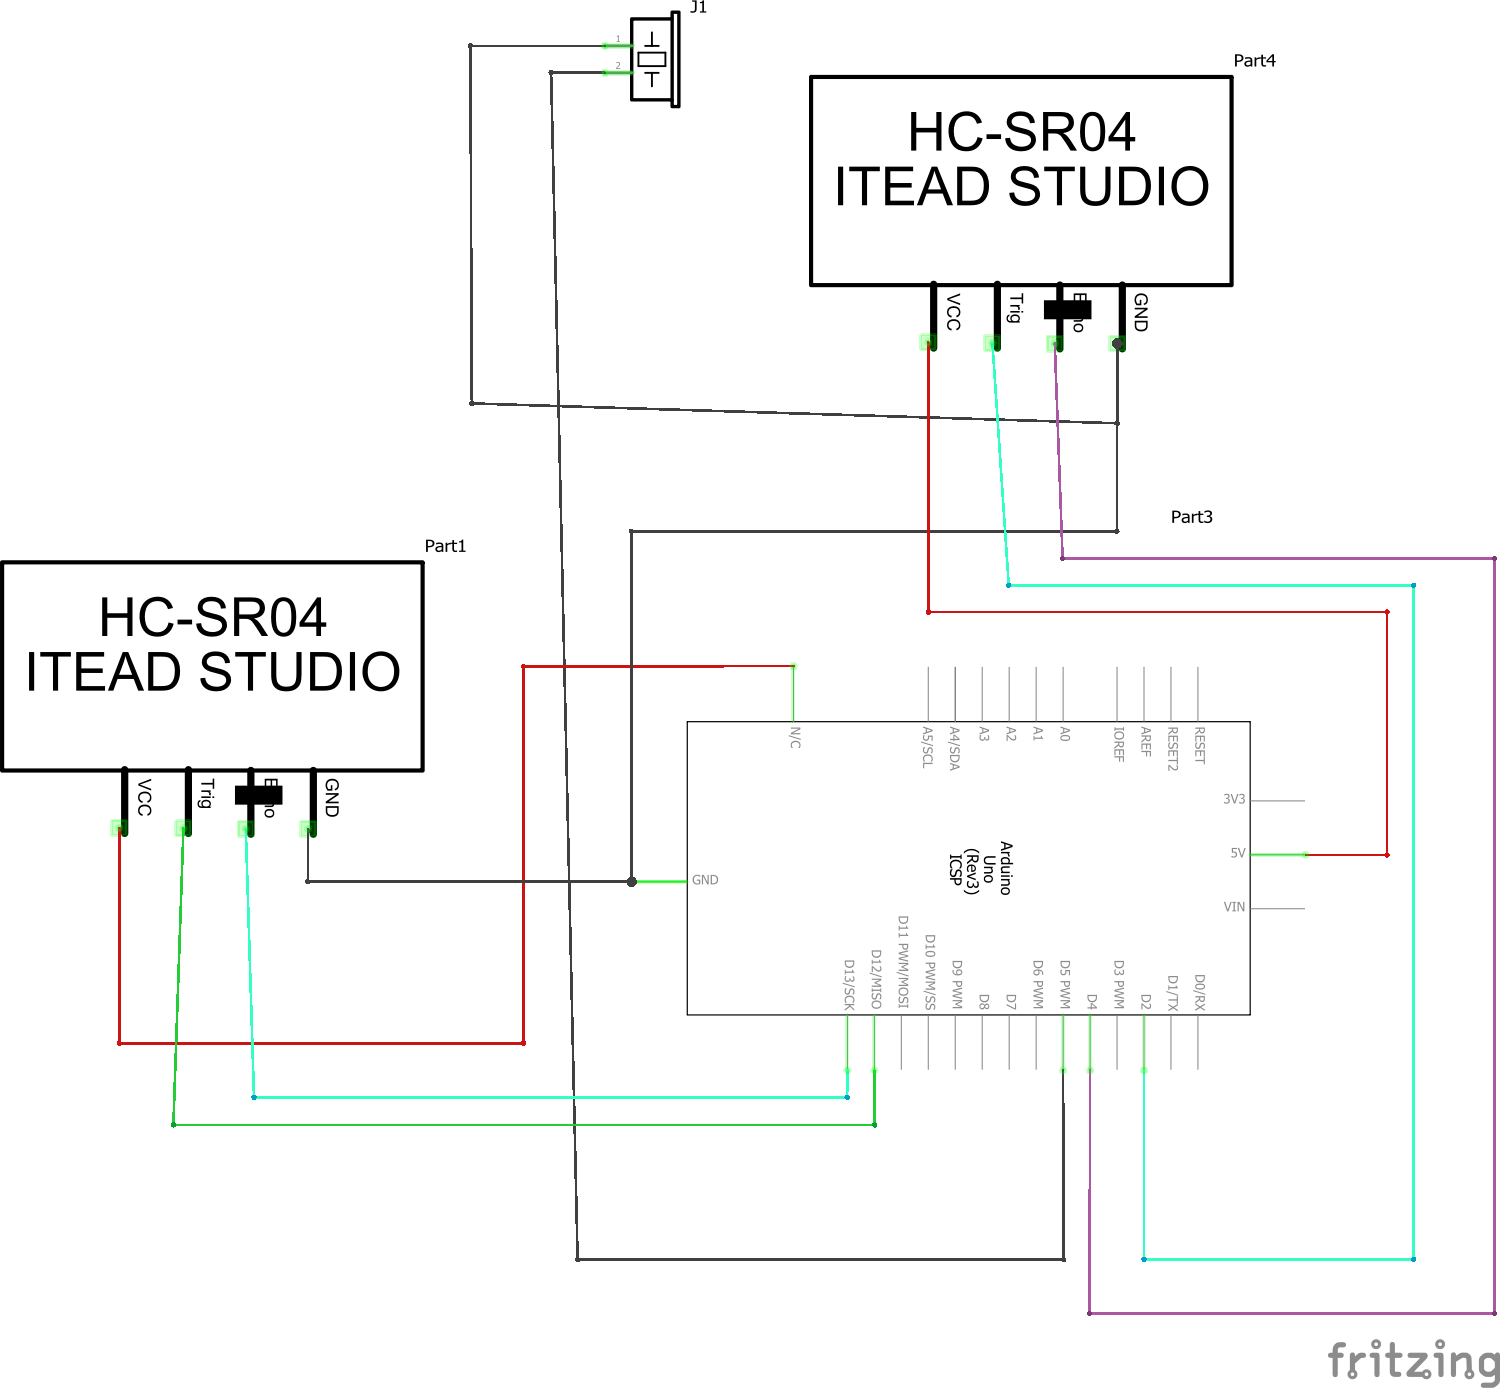 J1
1
2
Part4
HC-SR04
ITEAD STUDIO
VCC
Trig
GND
Part3
Part1
HC-SR04
ITEAD STUDIO
VCC
Trig
GND
N/C
A5/SCL
A4/SDA
A3
A2
A1
A0
IOREF
AREF
RESET2
RESET
3V3
5V
VIN
GND
Arduino
Uno
(Rev3)
ICSP
D13/SCK
D12/MISO
D11 PWM/MOSI
D10 PWM/SS
D9 PWM
D8
D7
D6 PWM
D5 PWM
D4
D3 PWM
D2
D1/TX
D0/RX
fritzing